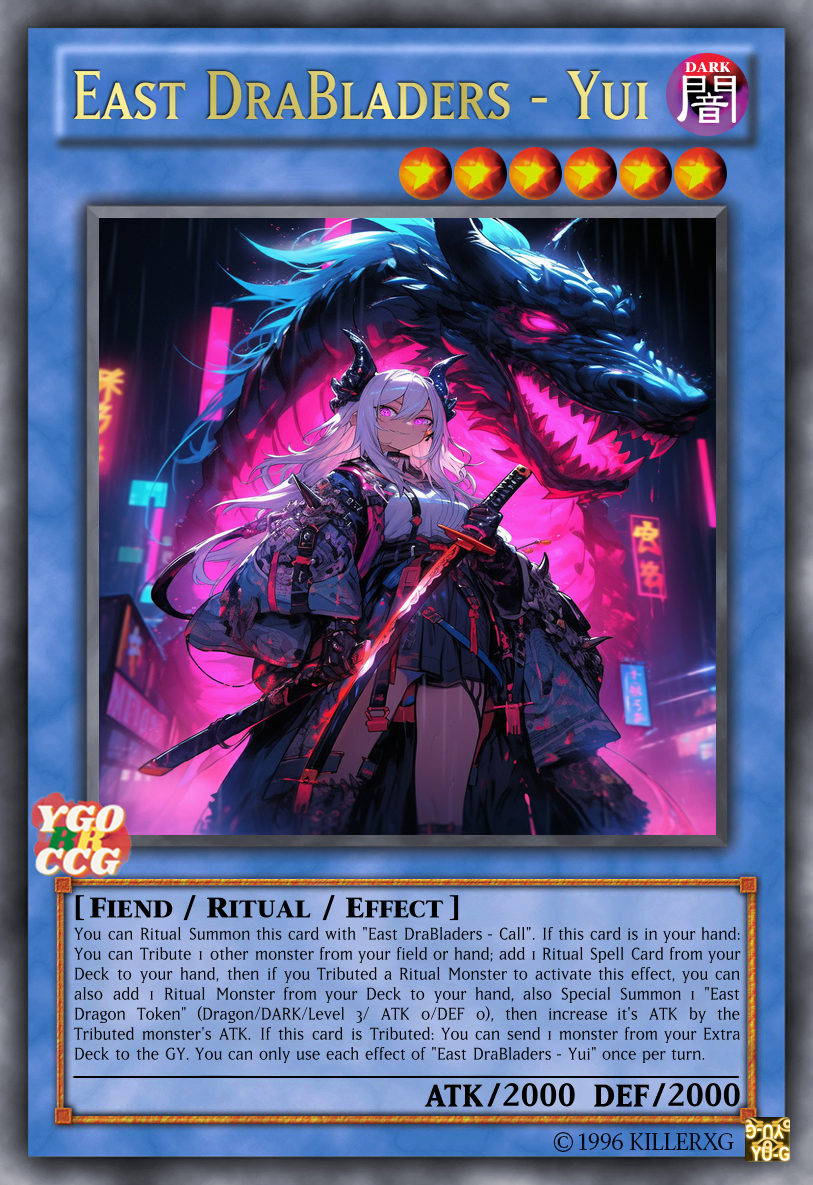 East DraBladers - Yui
DARK
闇
YGO
RR
CCG
[ Fiend / Ritual / Effect ]
You can Ritual Summon this card with "East DraBladers - Call". If this card is in your hand:
You can Tribute 1 other monster from your field or hand; add 1 Ritual Spell Card from your
Deck to your hand, then if you Tributed a Ritual Monster to activate this effect, you can
also add 1 Ritual Monster from your Deck to your hand, also Special Summon 1 "East
Dragon Token" (Dragon/DARK/Level 3/ ATK 0/DEF 0), then increase it's ATK by the
Tributed monster's ATK. If this card is Tributed: You can send 1 monster from your Extra
Deck to the GY. You can only use each effect of "East DraBladers - Yui" once per turn.
ATK/2000 DEF/2000
© 1996 KILLERXG